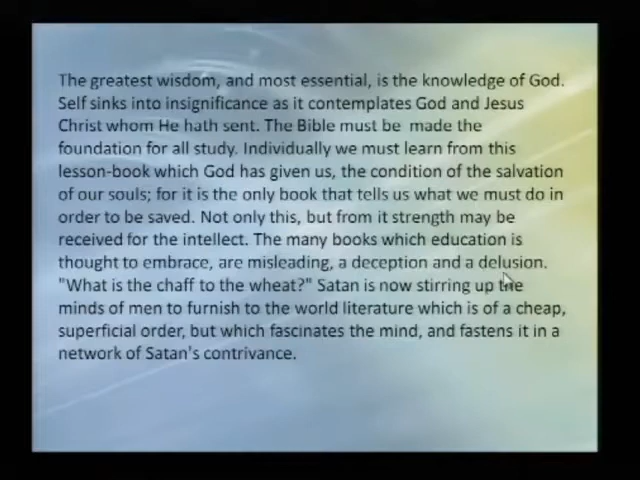 The greatest wisdom, and most essential, is the knowledge of God.
Self sinks into insignificance as it contemplates God and Jesus
Christ whom He hath sent. The Bible must be made the
foundation for all study. Individually we must learn from this
lesson-book which God has given us, the condition of the salvation
of our souls; for it is the only book that tells us what we must do in
order to be saved. Not only this, but from it strength may be
received for the intellect. The many books which education is
thought to embrace, are misleading, a deception and a delusion.
"What is the chaff to the wheat?" Satan is now stirring up the
minds of men to furnish to the world literature which is of a cheap,
superficial order, but which fascinates the mind, and fastens it in a
network of Satan's contrivance.